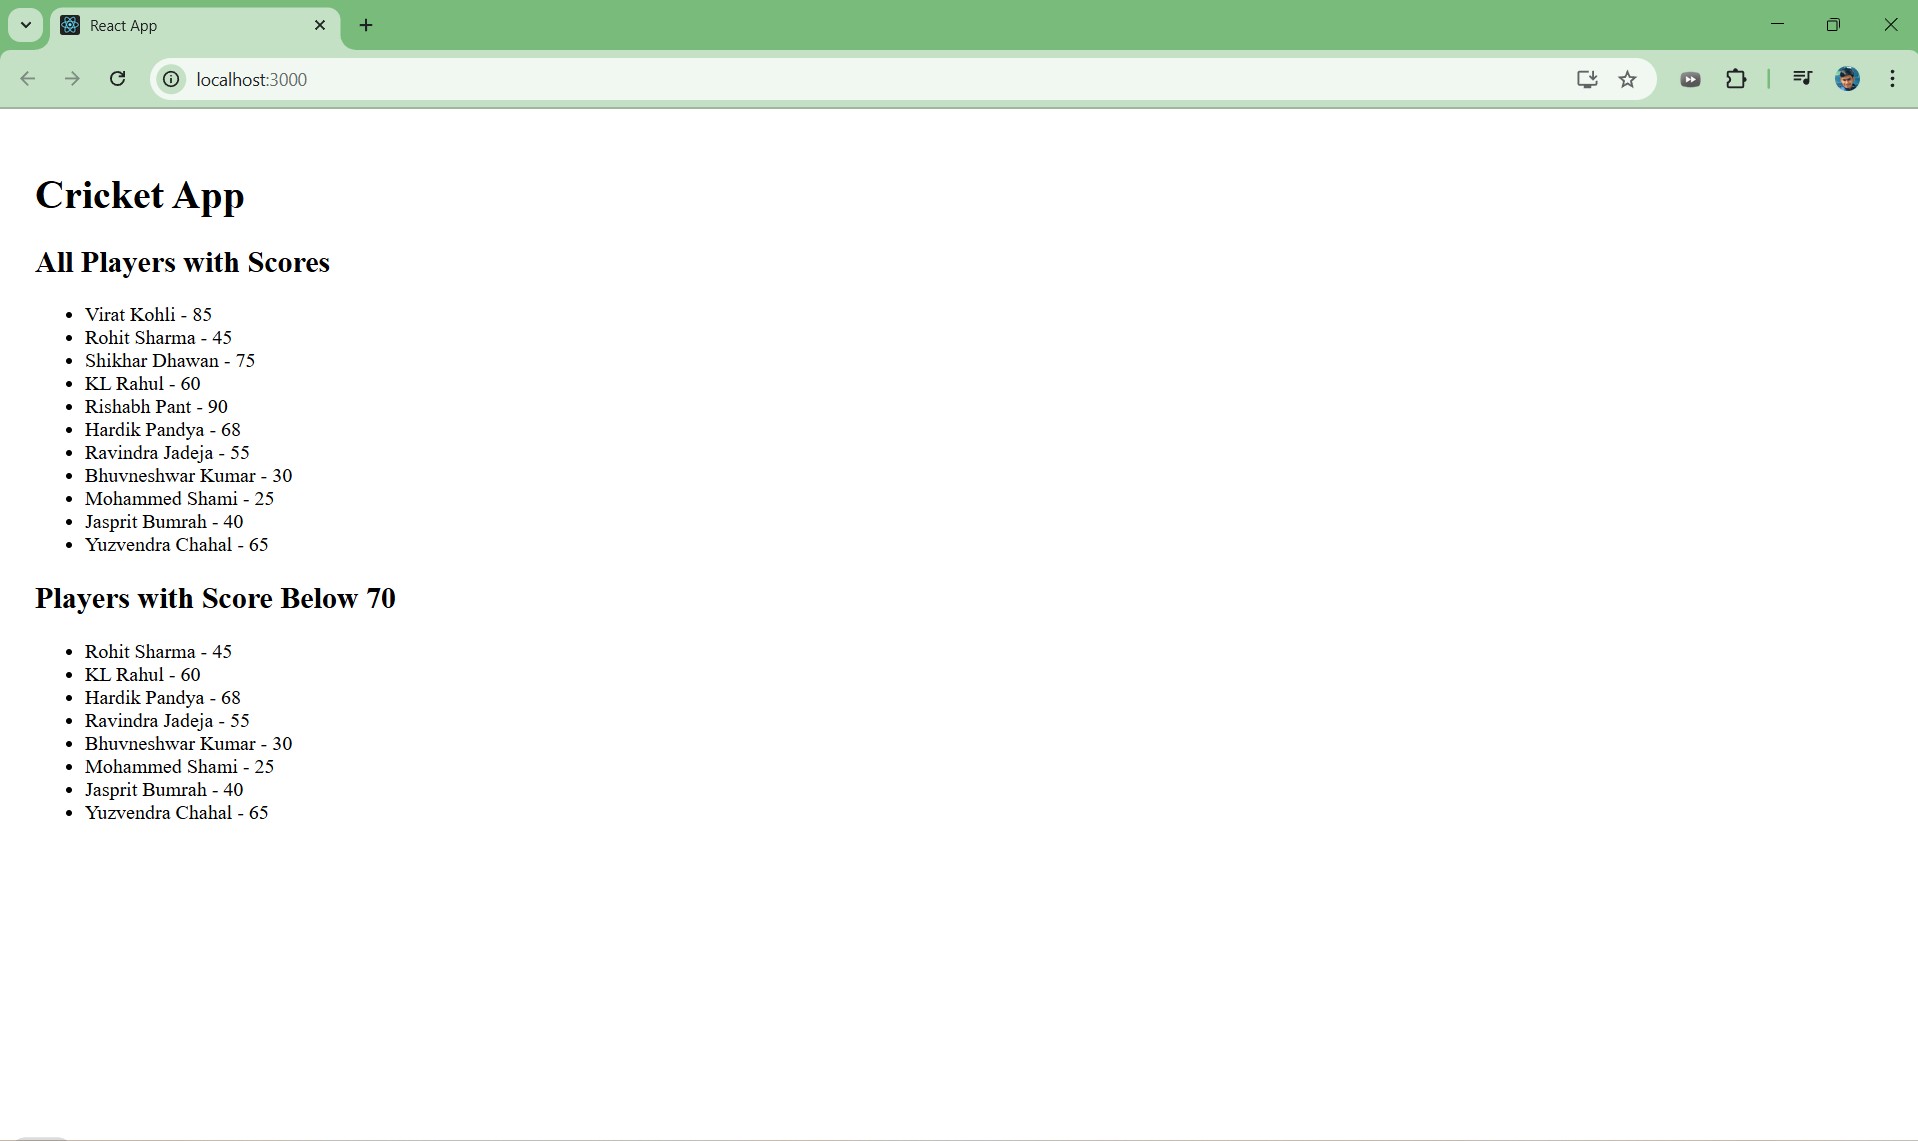 React App
localhost:3000
Cricket App
All Players with Scores
Virat Kohli - 85
Rohit Sharma - 45
Shikhar Dhawan - 75
KL Rahul - 60
Rishabh Pant - 90
Hardik Pandya - 68
Ravindra Jadeja - 55
Bhuvneshwar Kumar - 30
Mohammed Shami - 25
Jasprit Bumrah - 40
Yuzvendra Chahal - 65
Players with Score Below 70
Rohit Sharma - 45
KL Rahul - 60
Hardik Pandya - 68
Ravindra Jadeja - 55
Bhuvneshwar Kumar - 30
Mohammed Shami - 25
Jasprit Bumrah - 40
Yuzvendra Chahal - 65